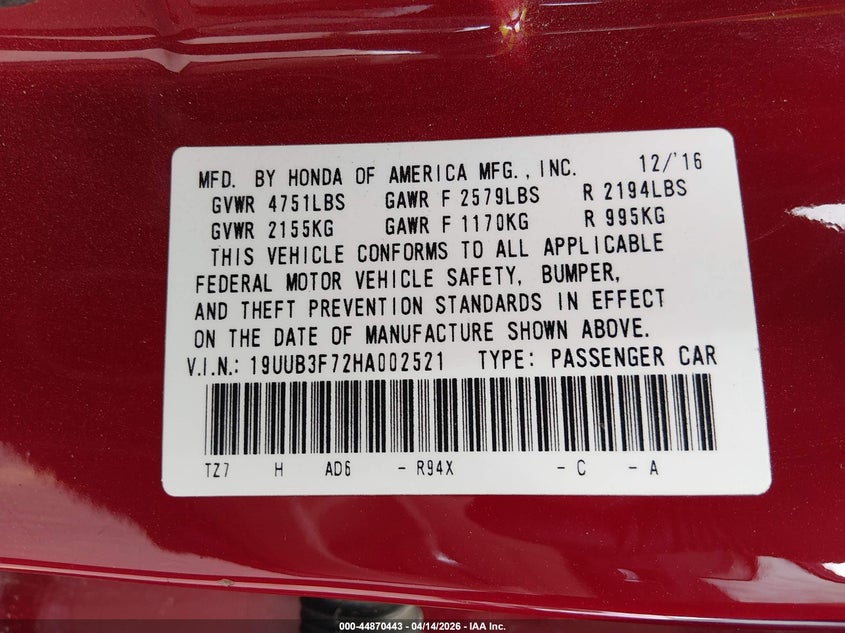 MFD. BY HONDA OF AMERICA MFG., INC. 12/'16
GVWR 4751LBS GAWR F 2579LBS R 2194LBS
GVWR 2155KG GAWR F 1170KG R 995KG
THIS VEHICLE CONFORMS TO ALL APPLICABLE
FEDERAL MOTOR VEHICLE SAFETY, BUMPER,
AND THEFT PREVENTION STANDARDS IN EFFECT
ON THE DATE OF MANUFACTURE SHOWN ABOVE.
V.I.N.: 19UUB3F72HA002521 TYPE: PASSENGER CAR
TZ7 H AD6 - R94X - C - A
000-44870443 - 04/14/2026 - IAA Inc.